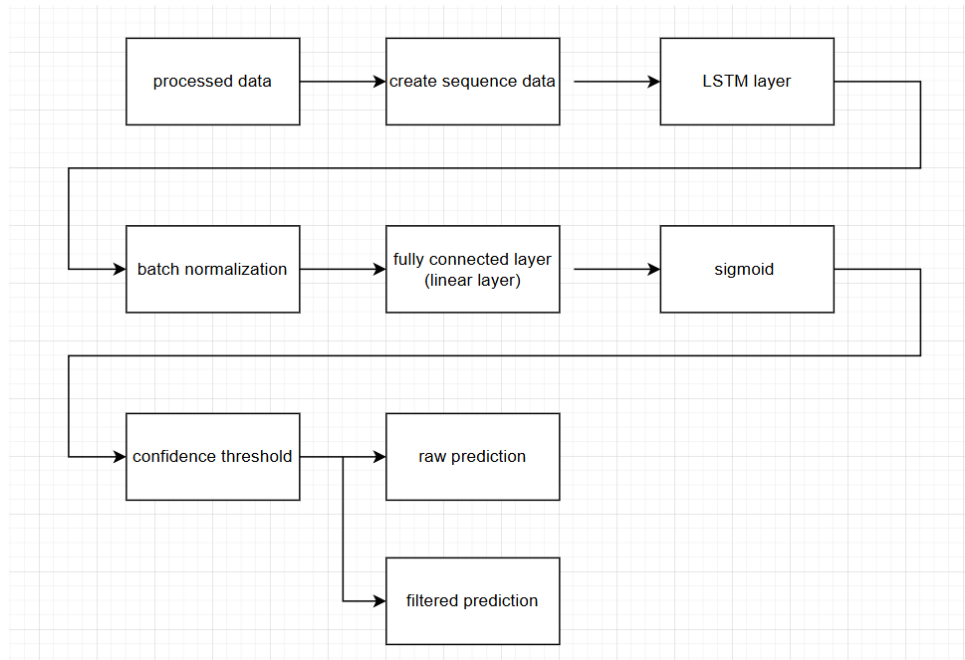 processed data
create sequence data
LSTM layer
batch normalization
fully connected layer
(linear layer)
sigmoid
confidence threshold
raw prediction
filtered prediction